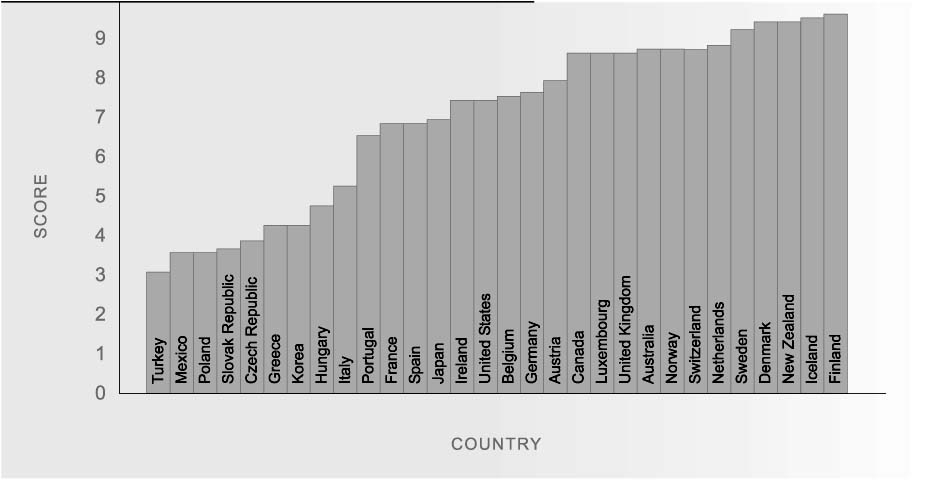 9
8
7
6
5
4
3
2
1
0
SCORE
Turkey
Mexico
Poland
Slovak Republic
Czech Republic
Greece
Korea
Hungary
Italy
Portugal
France
Spain
Japan
Ireland
United States
Belgium
Germany
Austria
Canada
Luxembourg
United Kingdom
Australia
Norway
Switzerland
Netherlands
Sweden
Denmark
New Zealand
Iceland
Finland
COUNTRY